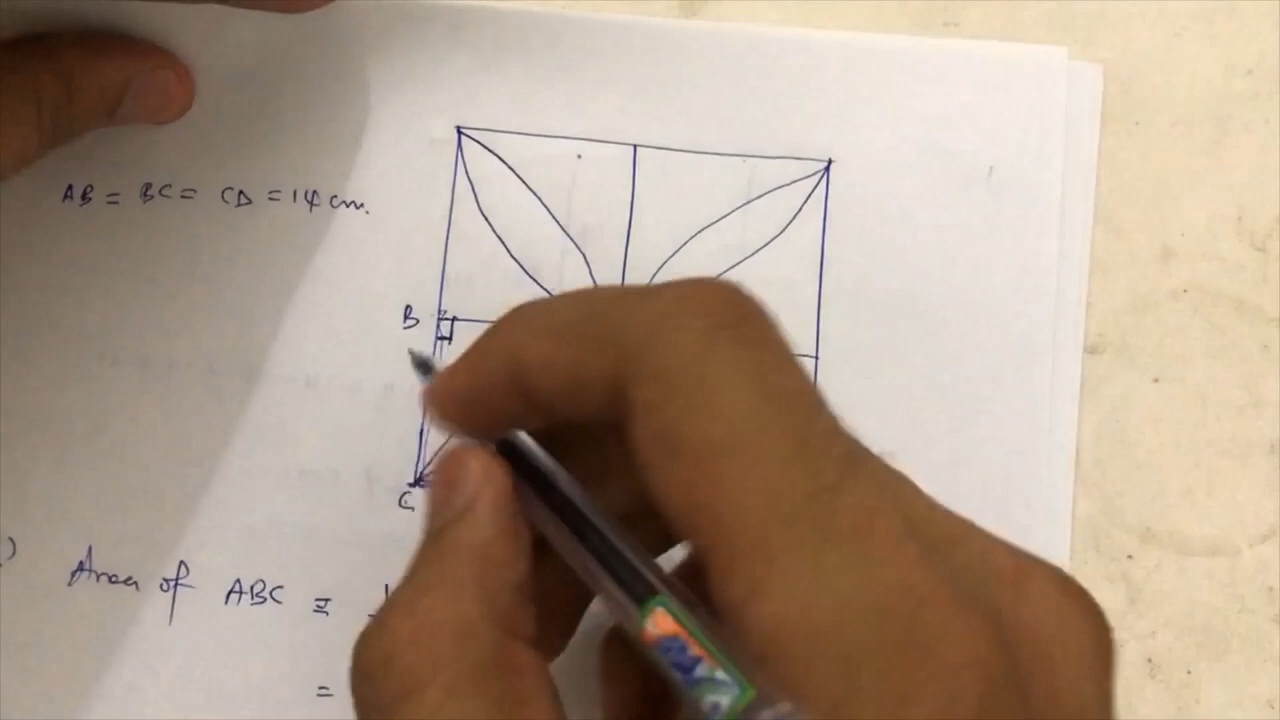 AB = BC = CD = 14 cm.
B
C
) Area of ABC =
=